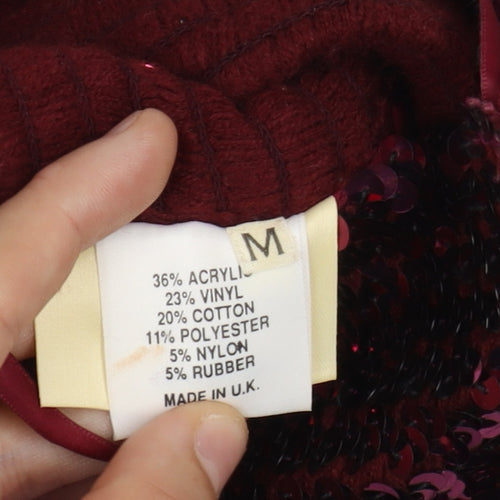 M
36% ACRYLIC
23% VINYL
20% COTTON
11% POLYESTER
5% NYLON
5% RUBBER
MADE IN U.K.